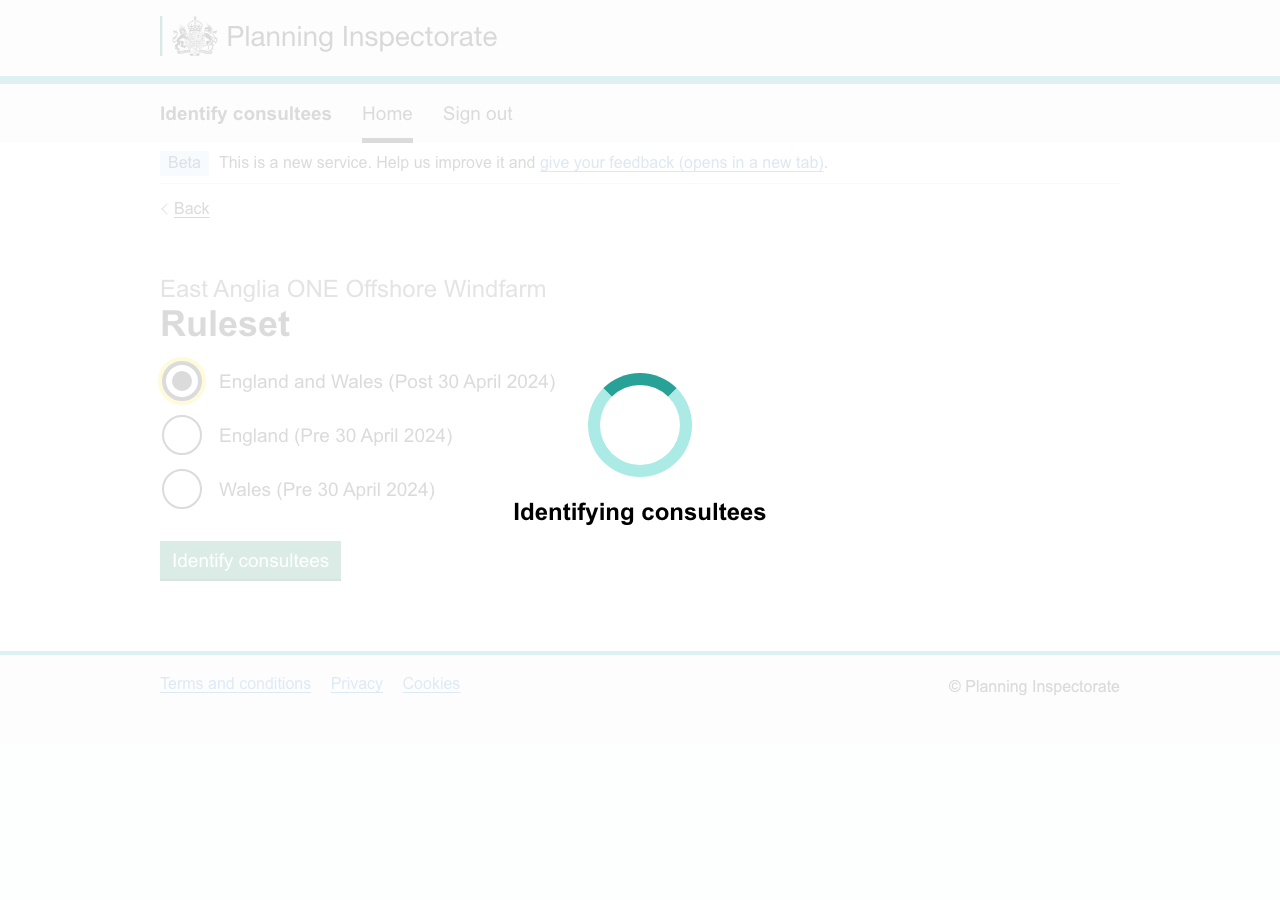 Planning Inspectorate
Identify consultees Home Sign out
Beta This is a new service. Help us improve it and give your feedback (opens in a new tab).
Back
East Anglia ONE Offshore Windfarm
Ruleset
England and Wales (Post 30 April 2024)
England (Pre 30 April 2024)
Wales (Pre 30 April 2024)
Identifying consultees
Identify consultees
Terms and conditions Privacy Cookies © Planning Inspectorate